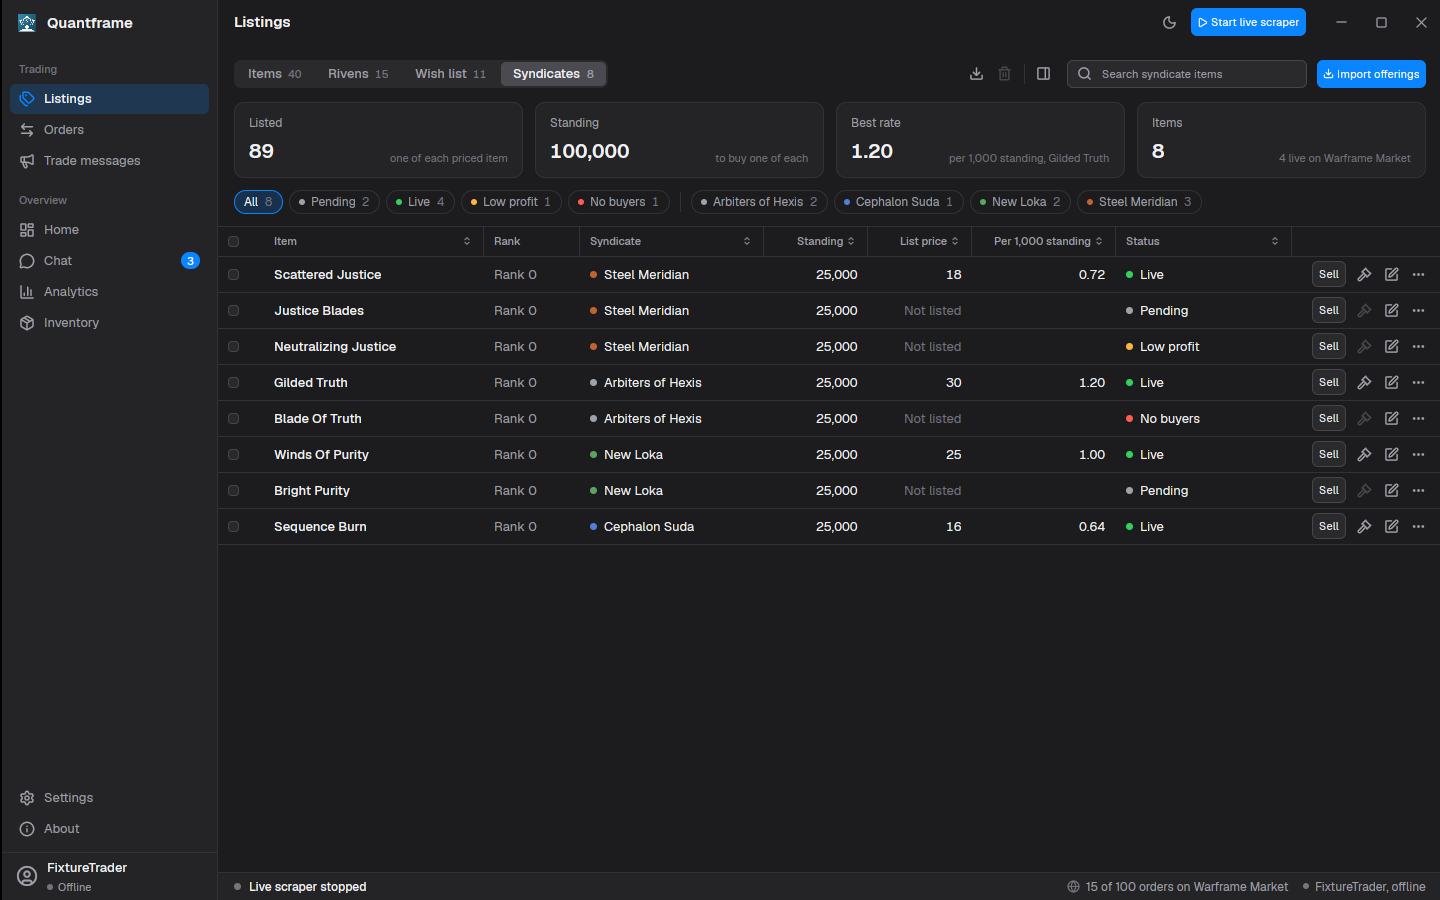 Quantframe
Listings
Start live scraper
Trading
Listings
Orders
Trade messages
Overview
Home
Chat 3
Analytics
Inventory
Settings
About
FixtureTrader
Offline
Items 40 Rivens 15 Wish list 11 Syndicates 8
Search syndicate items
Import offerings
Listed
89 one of each priced item
Standing
100,000 to buy one of each
Best rate
1.20 per 1,000 standing, Gilded Truth
Items
8 4 live on Warframe Market
All 8 Pending 2 Live 4 Low profit 1 No buyers 1 Arbiters of Hexis 2 Cephalon Suda 1 New Loka 2 Steel Meridian 3
Item Rank Syndicate Standing List price Per 1,000 standing Status
Scattered Justice Rank 0 Steel Meridian 25,000 18 0.72 Live Sell
Justice Blades Rank 0 Steel Meridian 25,000 Not listed Pending Sell
Neutralizing Justice Rank 0 Steel Meridian 25,000 Not listed Low profit Sell
Gilded Truth Rank 0 Arbiters of Hexis 25,000 30 1.20 Live Sell
Blade Of Truth Rank 0 Arbiters of Hexis 25,000 Not listed No buyers Sell
Winds Of Purity Rank 0 New Loka 25,000 25 1.00 Live Sell
Bright Purity Rank 0 New Loka 25,000 Not listed Pending Sell
Sequence Burn Rank 0 Cephalon Suda 25,000 16 0.64 Live Sell
Live scraper stopped
15 of 100 orders on Warframe Market
FixtureTrader, offline